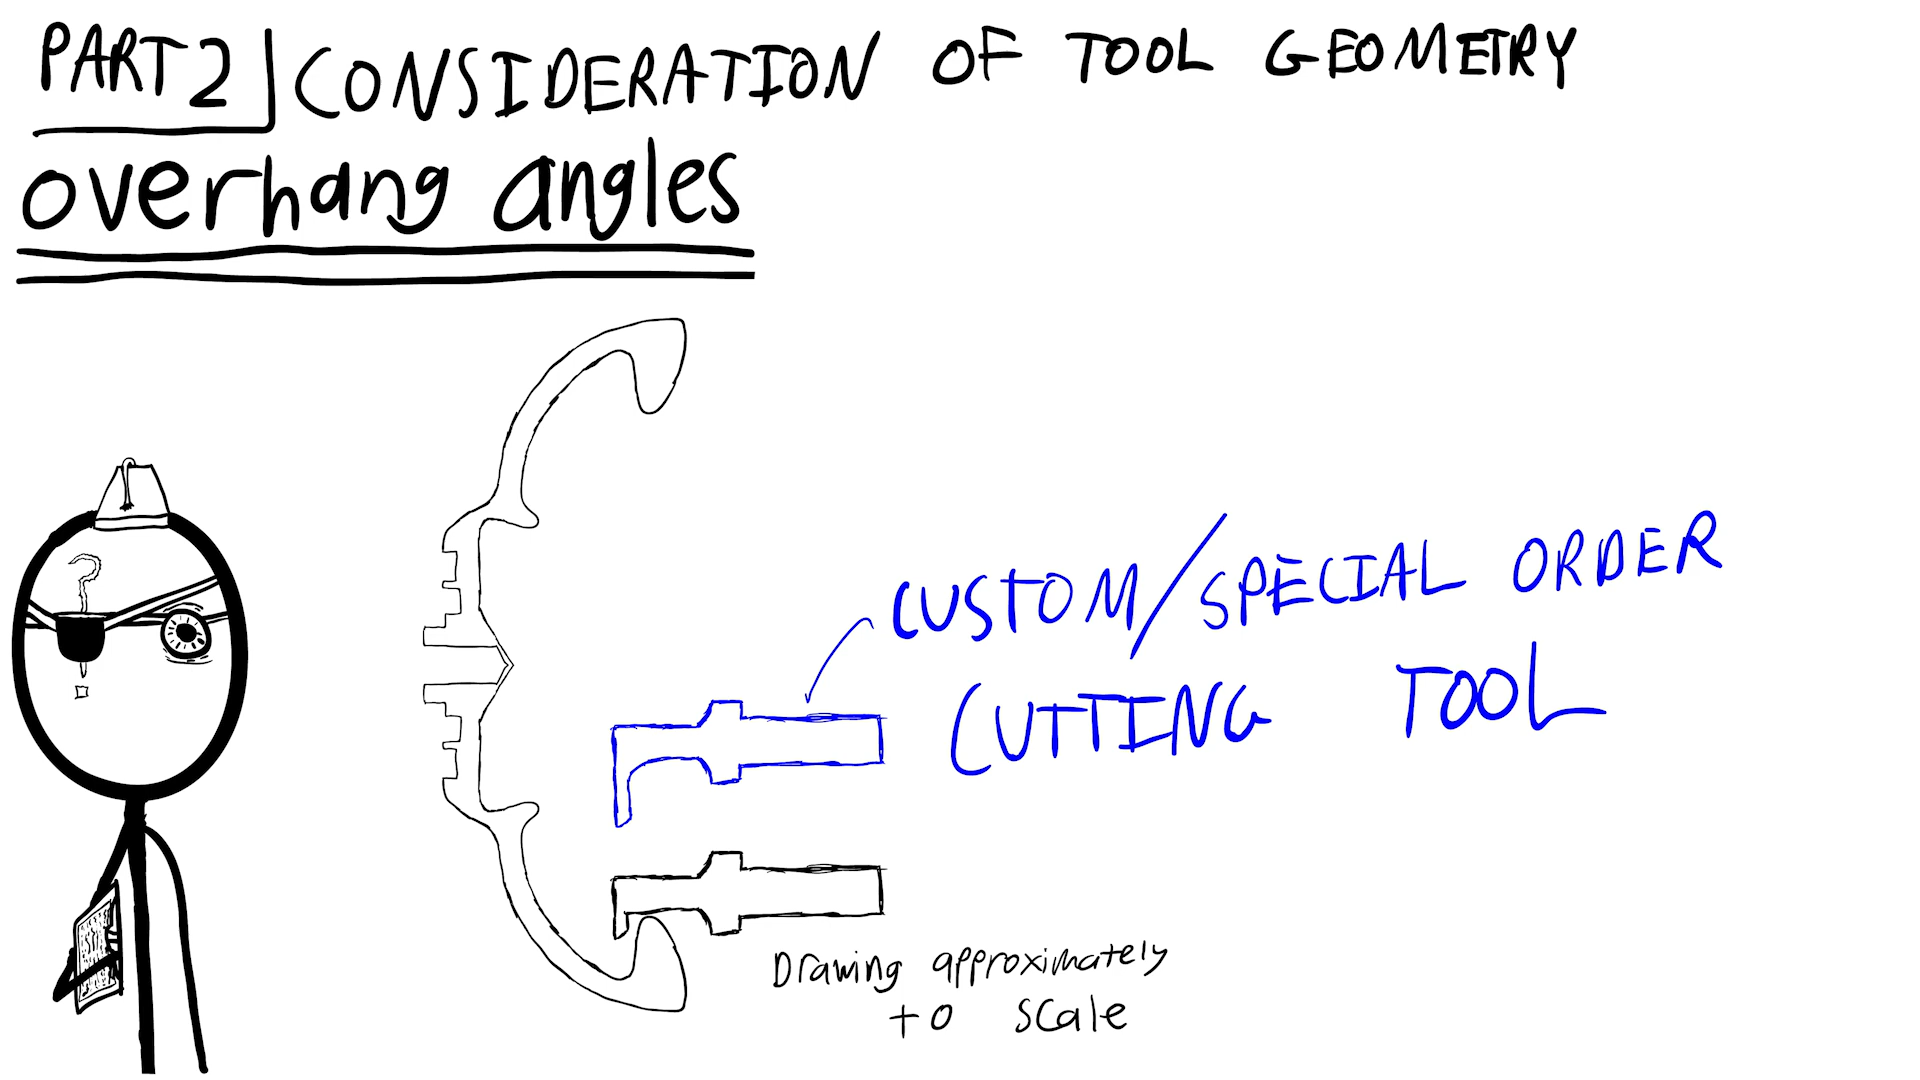 PART 2 CONSIDERATION OF TOOL GEOMETRY
overhang angles
?
CUSTOM/SPECIAL ORDER
CUTTING TOOL
Drawing approximately
to scale